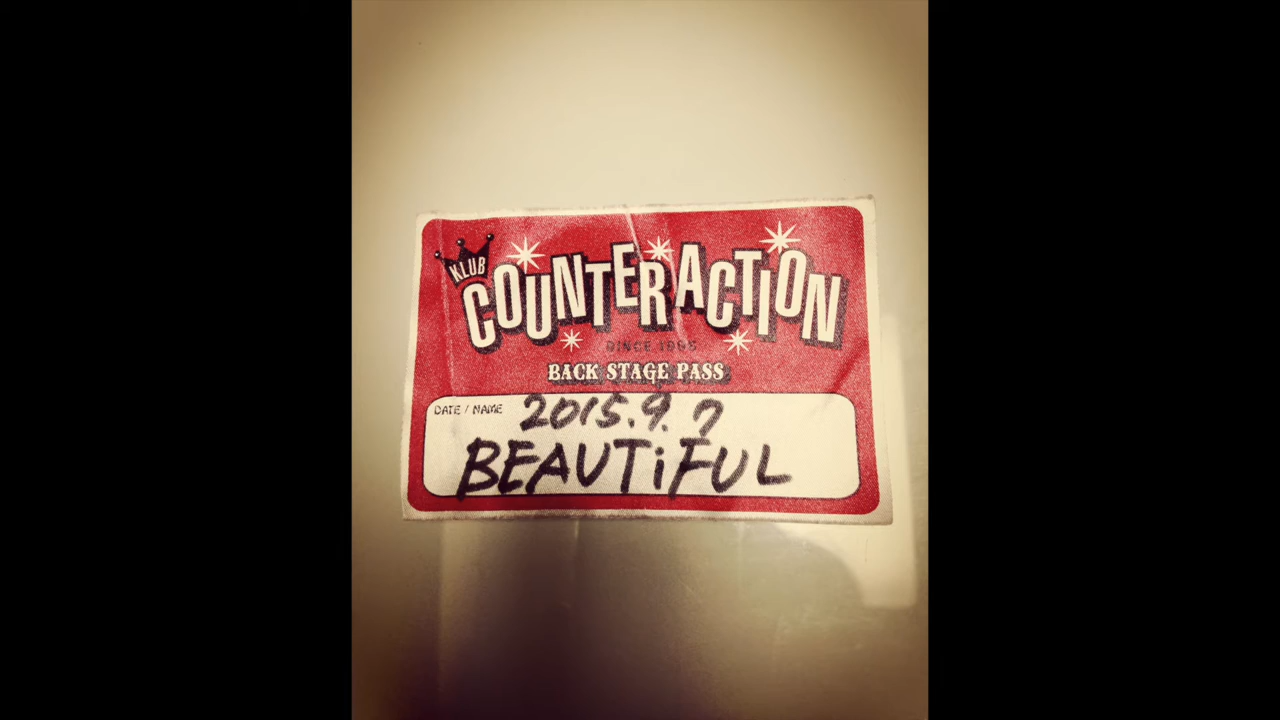 KLUB
COUNTER ACTION
SINCE 1995
BACK STAGE PASS
DATE / NAME 2015.9.7
BEAUTiFUL